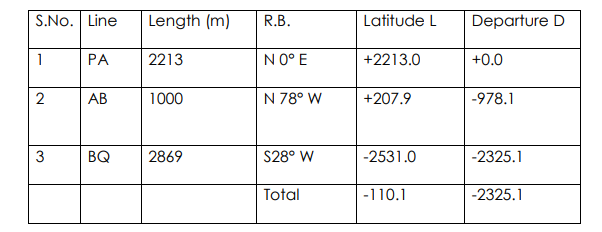 S.No. Line Length (m) R.B. Latitude L Departure D
1 PA 2213 N 0° E +2213.0 +0.0
2 AB 1000 N 78° W +207.9 -978.1
3 BQ 2869 S28° W -2531.0 -2325.1
Total -110.1 -2325.1